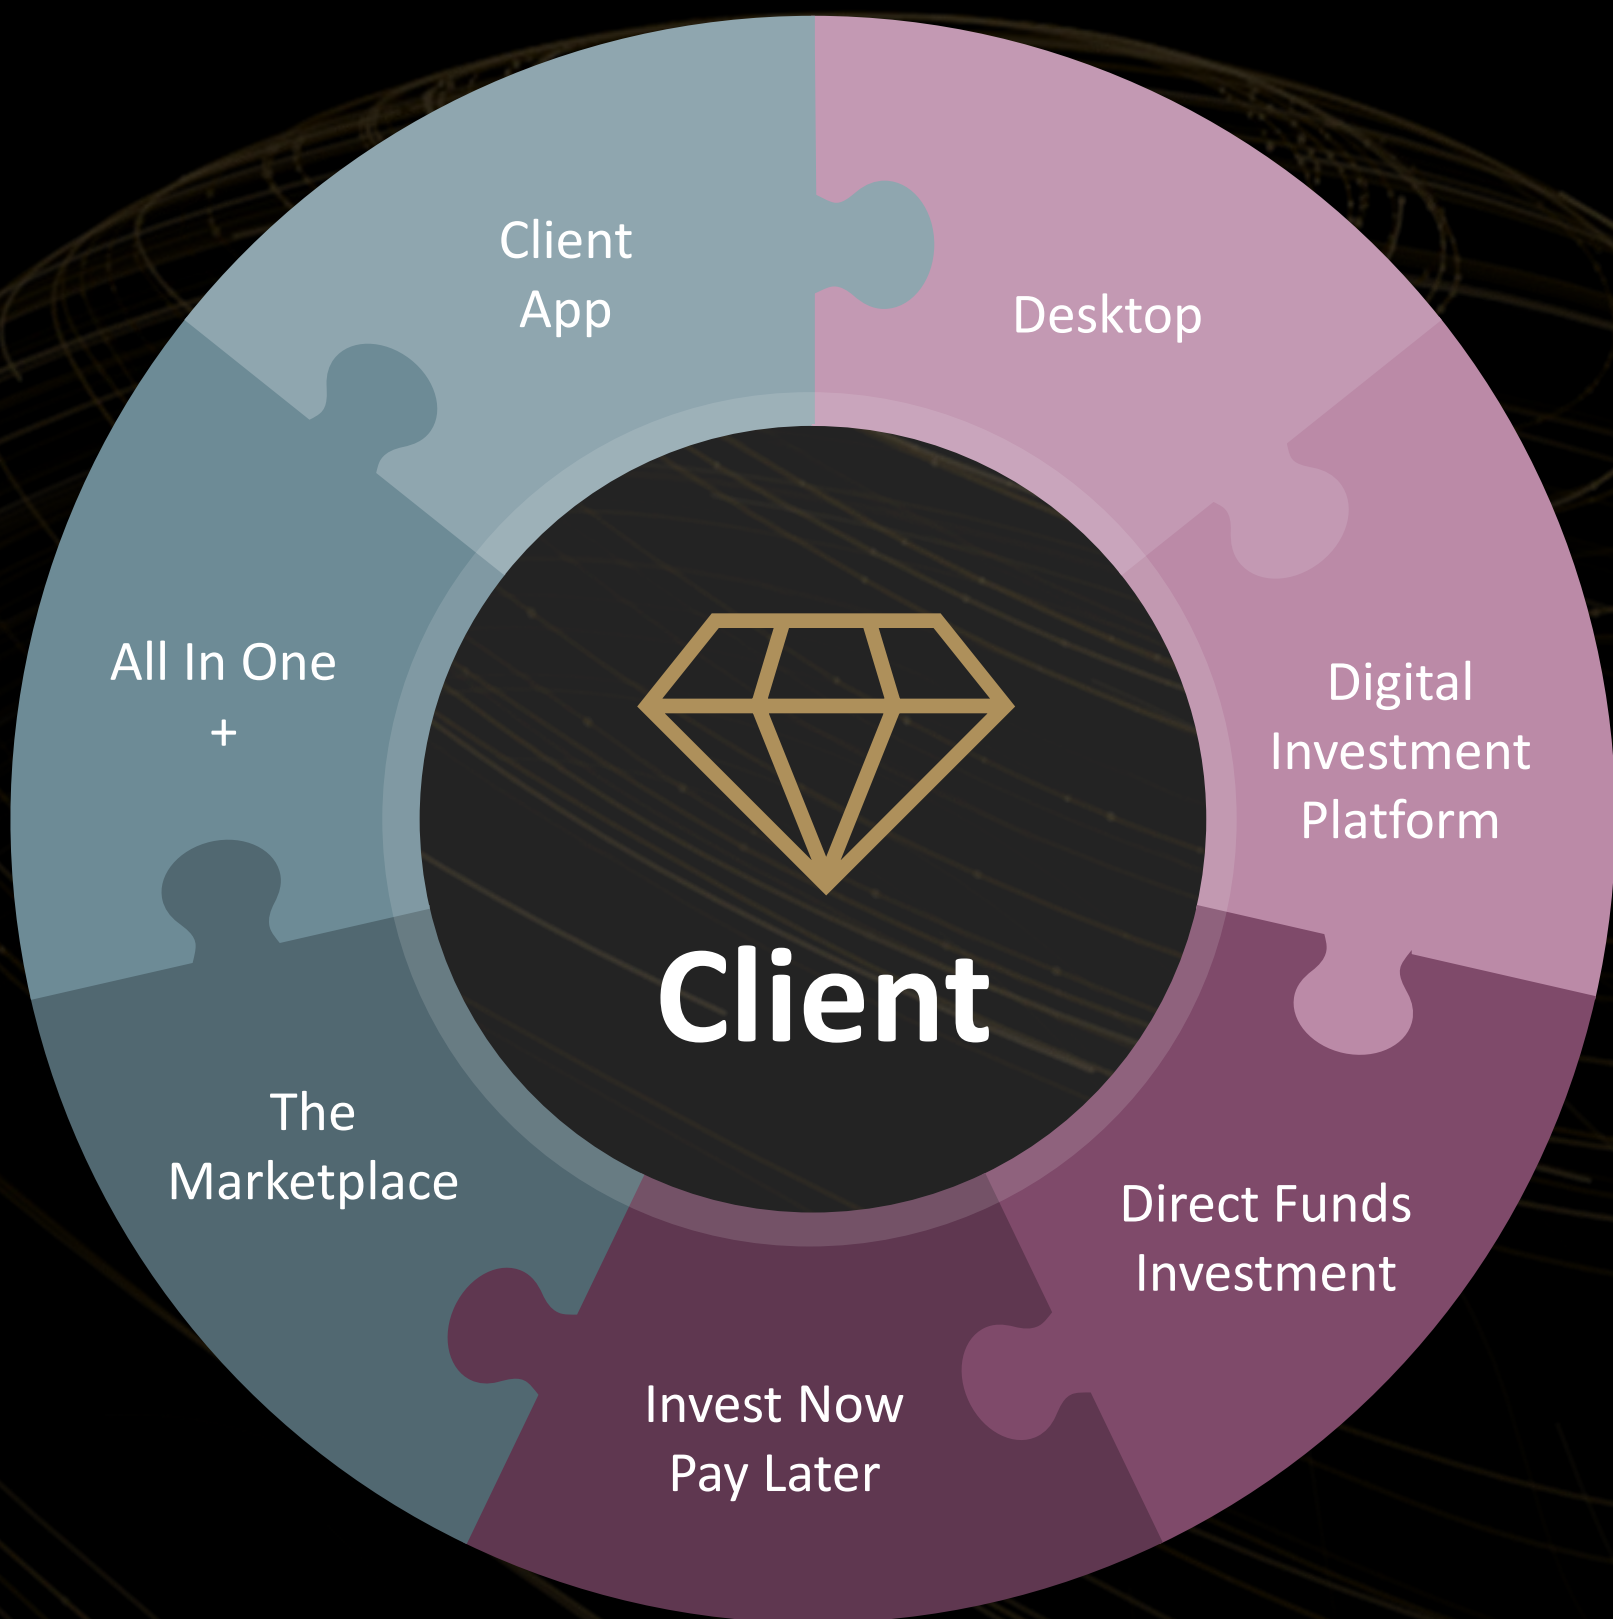 Client
App
Desktop
All In One
+
Digital
Investment
Platform
Client
The
Marketplace
Direct Funds
Investment
Invest Now
Pay Later